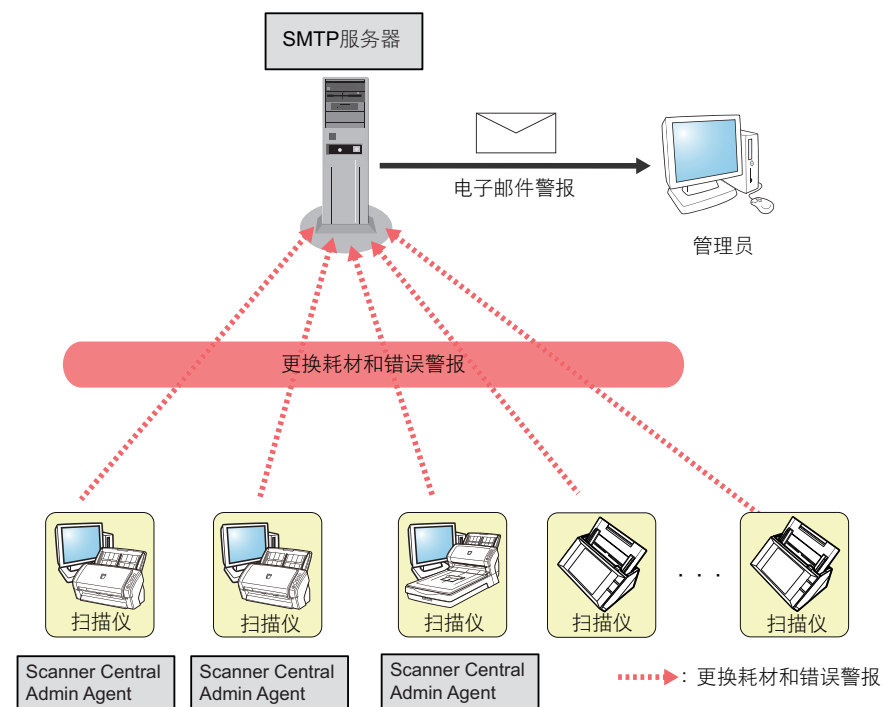 SMTP服务器
电子邮件警报
管理员
更换耗材和错误警报
扫描仪
扫描仪
扫描仪
扫描仪
. . .
扫描仪
Scanner Central
Admin Agent
Scanner Central
Admin Agent
Scanner Central
Admin Agent
: 更换耗材和错误警报